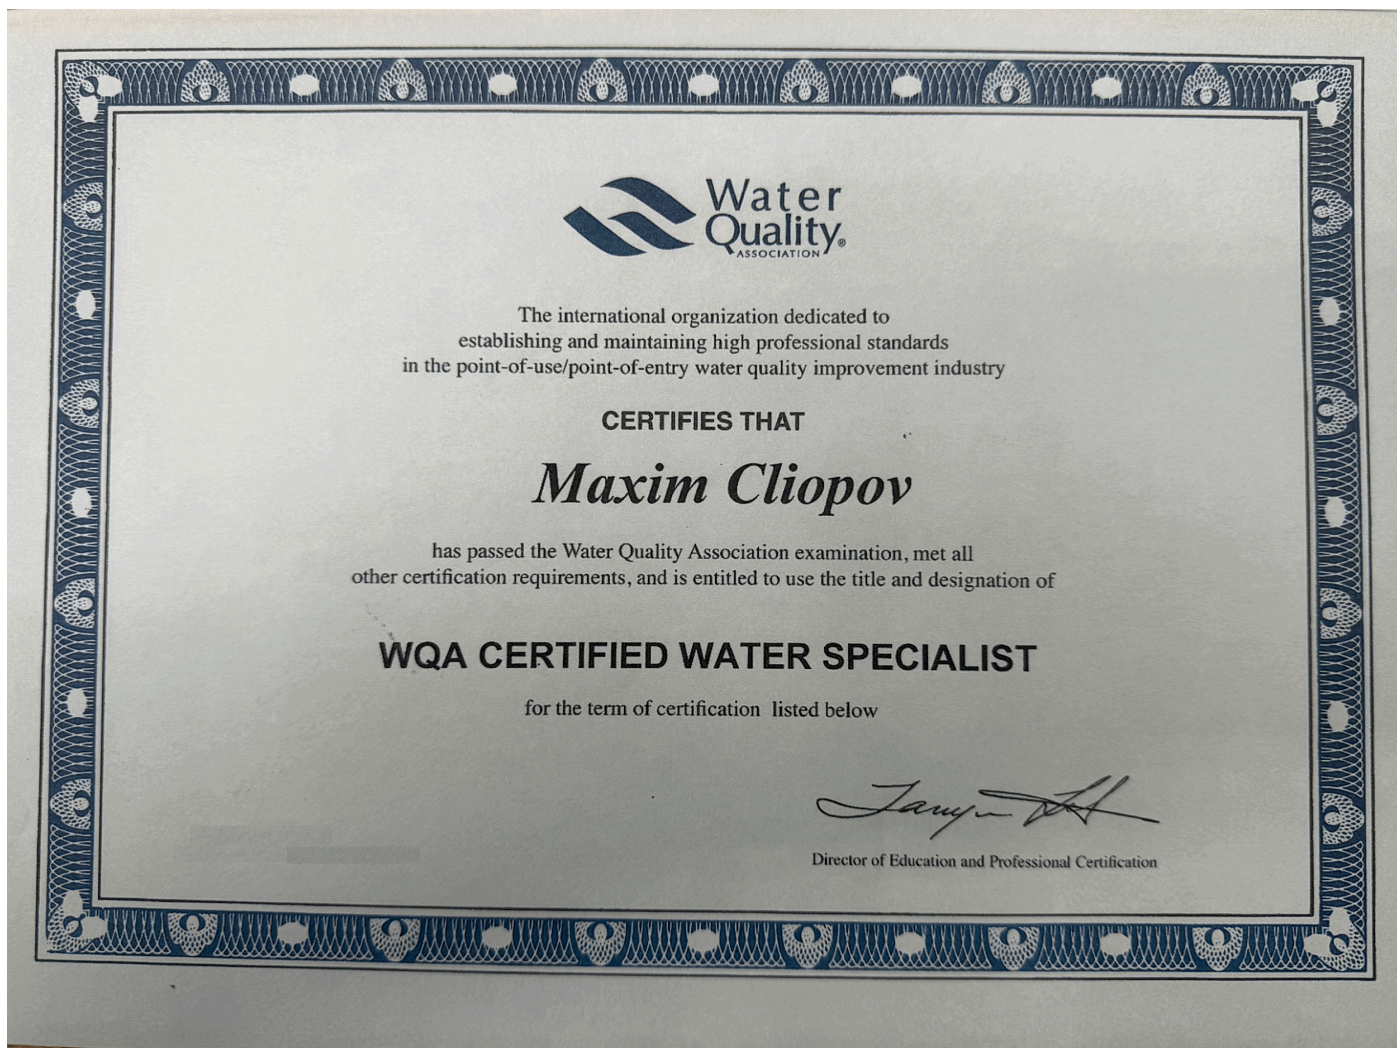 Water
Quality®
ASSOCIATION
The international organization dedicated to
establishing and maintaining high professional standards
in the point-of-use/point-of-entry water quality improvement industry
CERTIFIES THAT
Maxim Cliopov
has passed the Water Quality Association examination, met all
other certification requirements, and is entitled to use the title and designation of
WQA CERTIFIED WATER SPECIALIST
for the term of certification listed below
Director of Education and Professional Certification